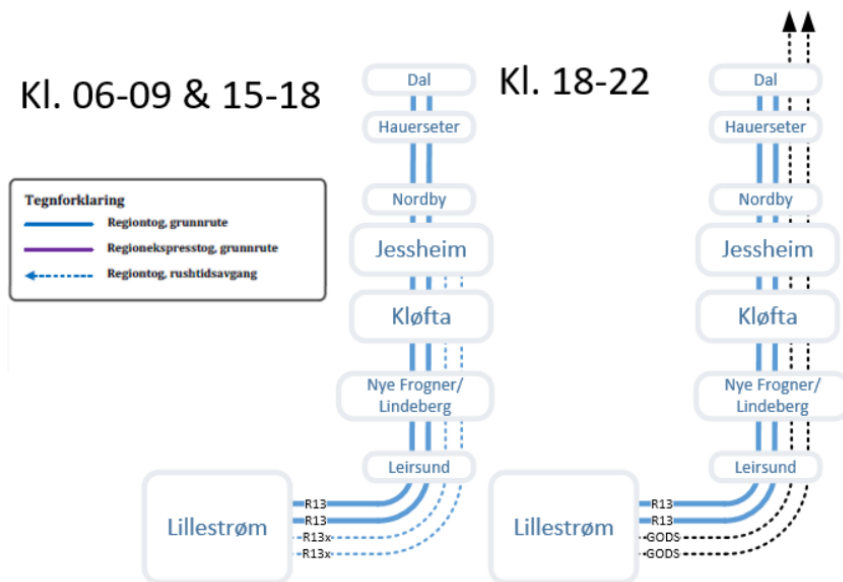 Kl. 06-09 & 15-18
Tegnforklaring
Regiontog, grunnrute
Regionekspresstog, grunnrute
Regiontog, rushtidsavgang
Dal
Hauerseter
Nordby
Jessheim
Kløfta
Nye Frogner/
Lindeberg
Leirsund
Lillestrøm
R13
R13
R13x
R13x
Kl. 18-22
Dal
Hauerseter
Nordby
Jessheim
Kløfta
Nye Frogner/
Lindeberg
Leirsund
Lillestrøm
R13
R13
GODS
GODS